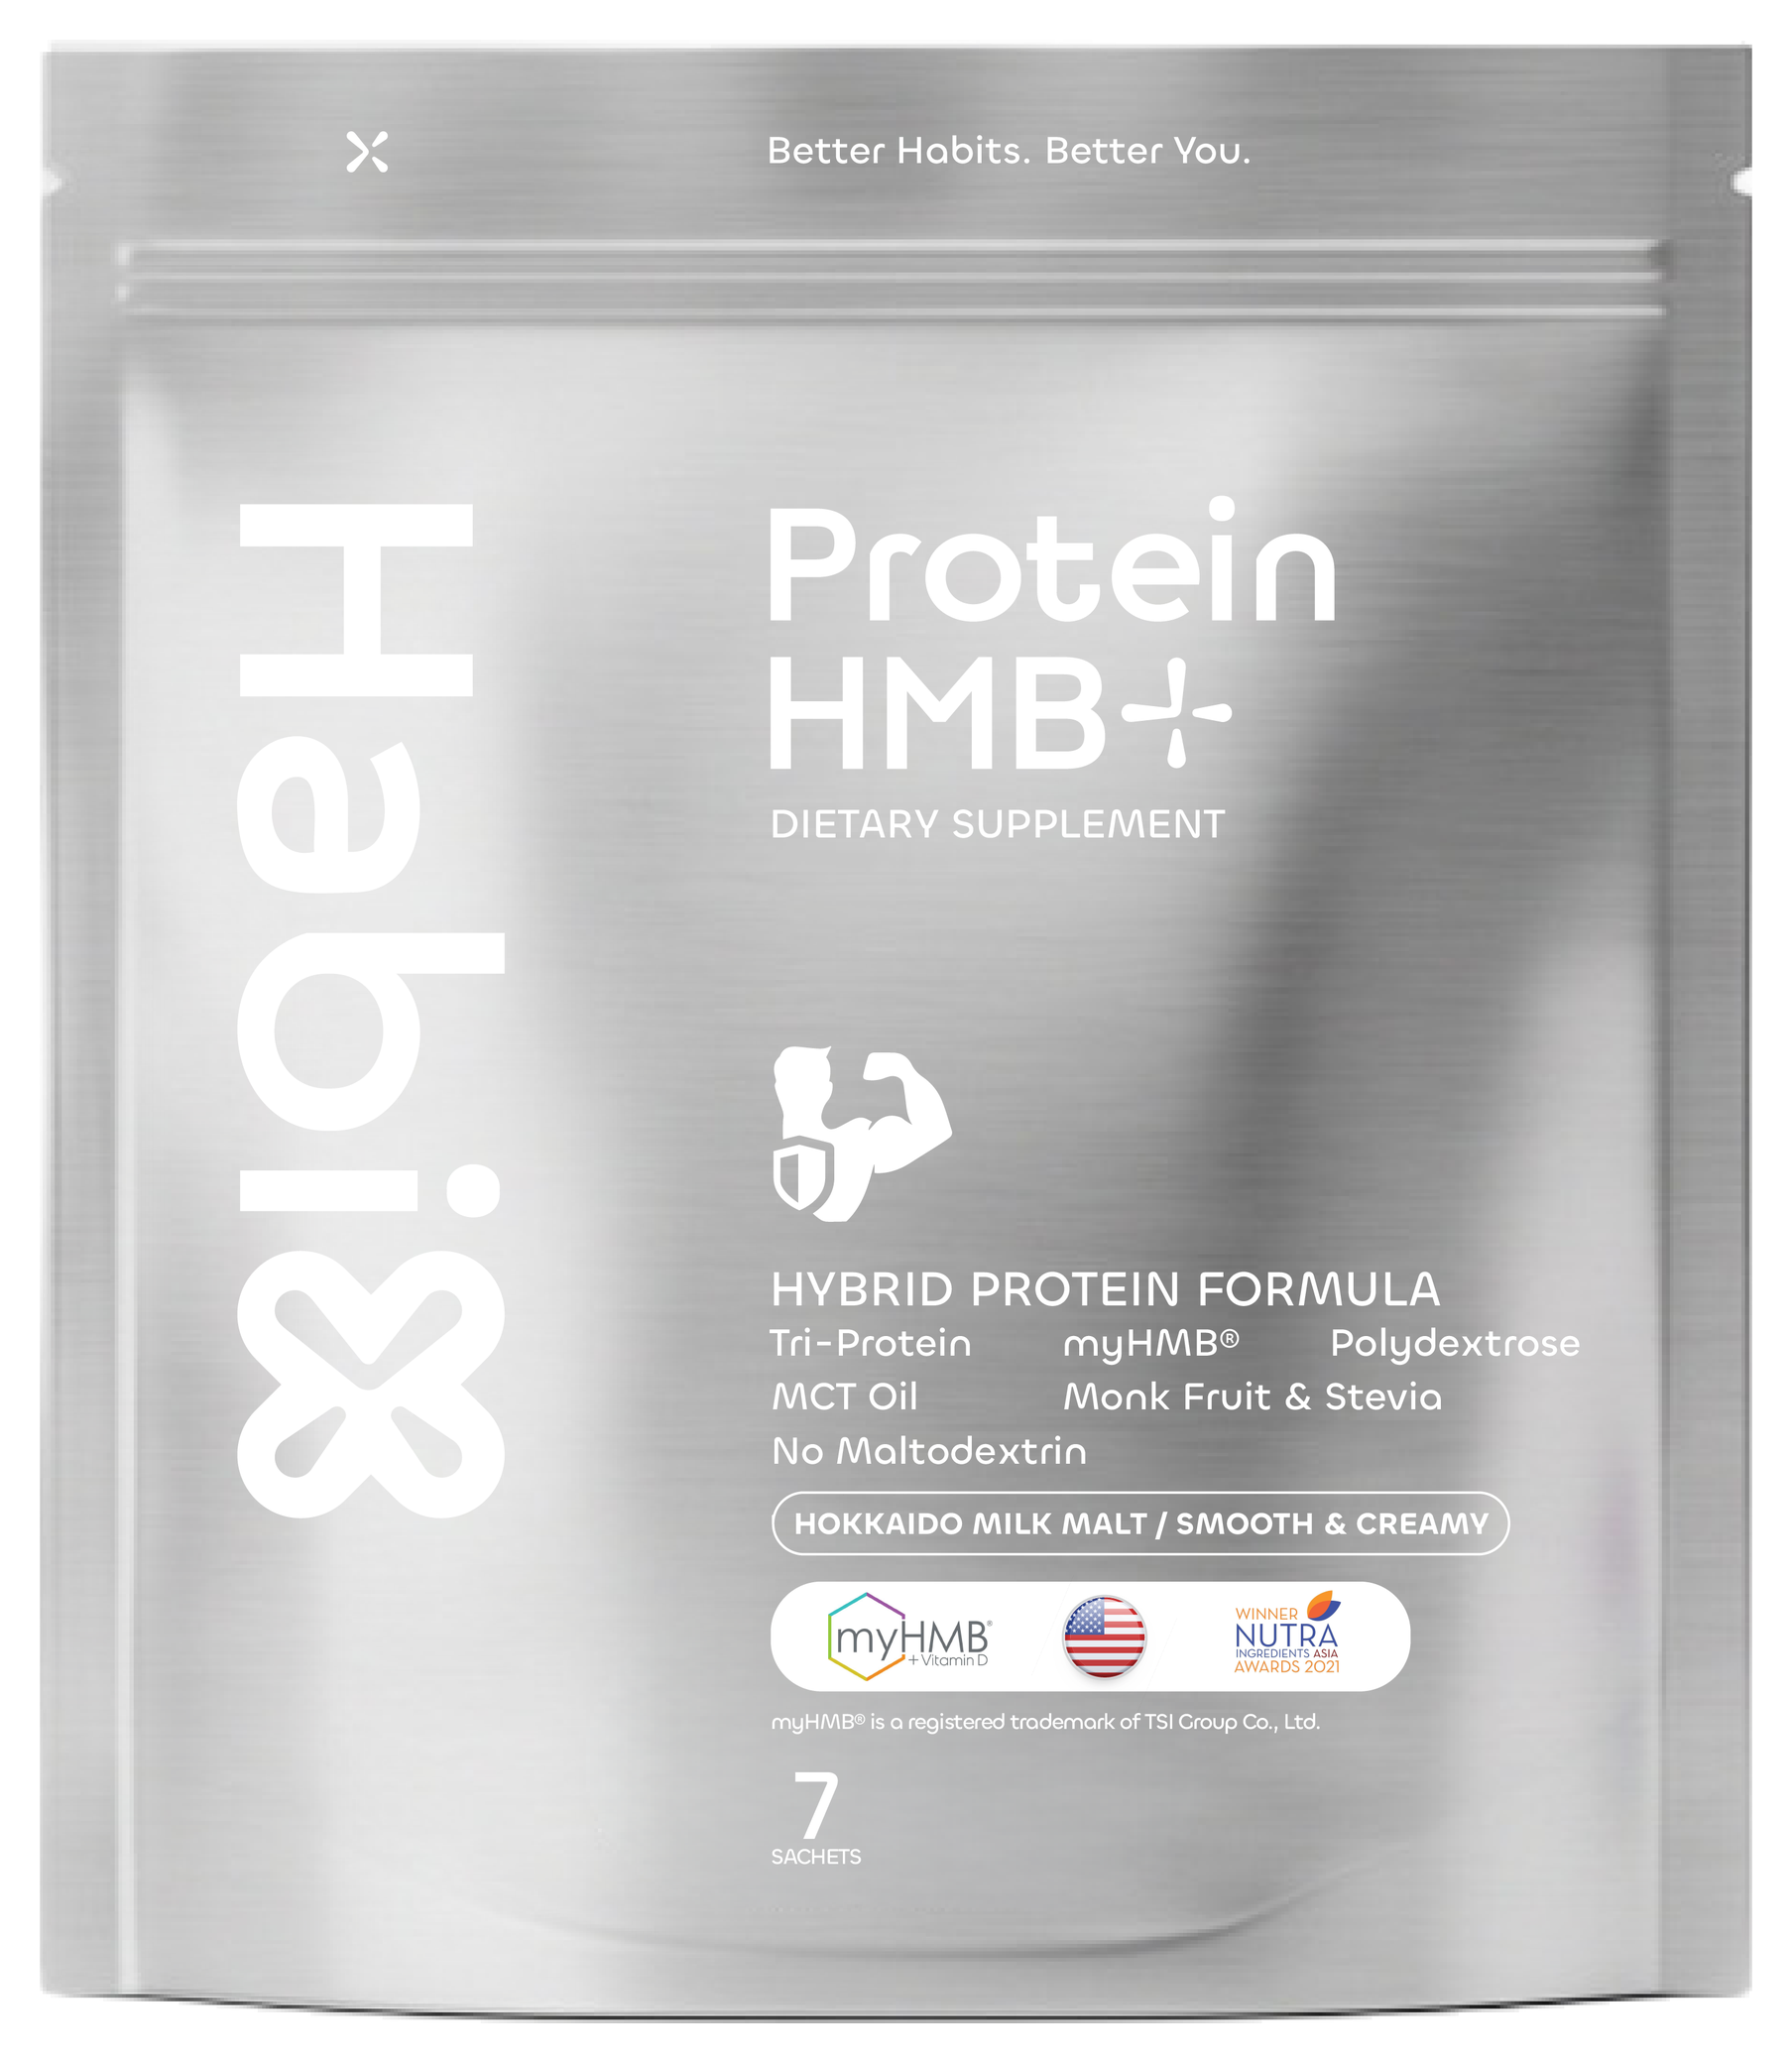 Better Habits. Better You.
Habix
Protein
HMB+
DIETARY SUPPLEMENT
HYBRID PROTEIN FORMULA
Tri-Protein myHMB® Polydextrose
MCT Oil Monk Fruit & Stevia
No Maltodextrin
HOKKAIDO MILK MALT / SMOOTH & CREAMY
myHMB®
+ Vitamin D
WINNER
NUTRA
INGREDIENTS ASIA
AWARDS 2021
myHMB® is a registered trademark of TSI Group Co., Ltd.
7
SACHETS